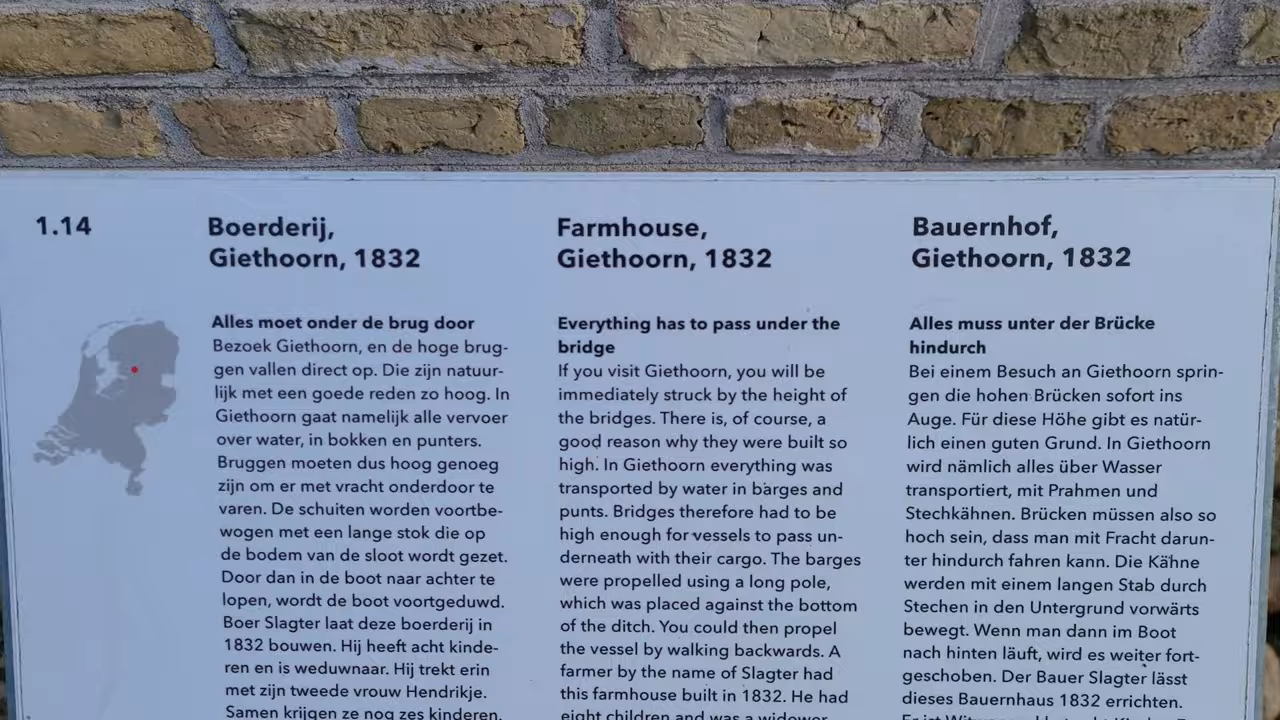 1.14
Boerderij,
Giethoorn, 1832
Alles moet onder de brug door
Bezoek Giethoorn, en de hoge brug-
gen vallen direct op. Die zijn natuur-
lijk met een goede reden zo hoog. In
Giethoorn gaat namelijk alle vervoer
over water, in bokken en punters.
Bruggen moeten dus hoog genoeg
zijn om er met vracht onderdoor te
varen. De schuiten worden voortbe-
wogen met een lange stok die op
de bodem van de sloot wordt gezet.
Door dan in de boot naar achter te
lopen, wordt de boot voortgeduwd.
Boer Slagter laat deze boerderij in
1832 bouwen. Hij heeft acht kinde-
ren en is weduwnaar. Hij trekt erin
met zijn tweede vrouw Hendrikje.
Samen krijgen ze nog zes kinderen.
Farmhouse,
Giethoorn, 1832
Everything has to pass under the
bridge
If you visit Giethoorn, you will be
immediately struck by the height of
the bridges. There is, of course, a
good reason why they were built so
high. In Giethoorn everything was
transported by water in barges and
punts. Bridges therefore had to be
high enough for vessels to pass un-
derneath with their cargo. The barges
were propelled using a long pole,
which was placed against the bottom
of the ditch. You could then propel
the vessel by walking backwards. A
farmer by the name of Slagter had
this farmhouse built in 1832. He had
eight children and was a widower
Bauernhof,
Giethoorn, 1832
Alles muss unter der Brücke
hindurch
Bei einem Besuch an Giethoorn sprin-
gen die hohen Brücken sofort ins
Auge. Für diese Höhe gibt es natür-
lich einen guten Grund. In Giethoorn
wird nämlich alles über Wasser
transportiert, mit Prahmen und
Stechkähnen. Brücken müssen also so
hoch sein, dass man mit Fracht darun-
ter hindurch fahren kann. Die Kähne
werden mit einem langen Stab durch
Stechen in den Untergrund vorwärts
bewegt. Wenn man dann im Boot
nach hinten läuft, wird es weiter fort-
geschoben. Der Bauer Slagter lässt
dieses Bauernhaus 1832 errichten.